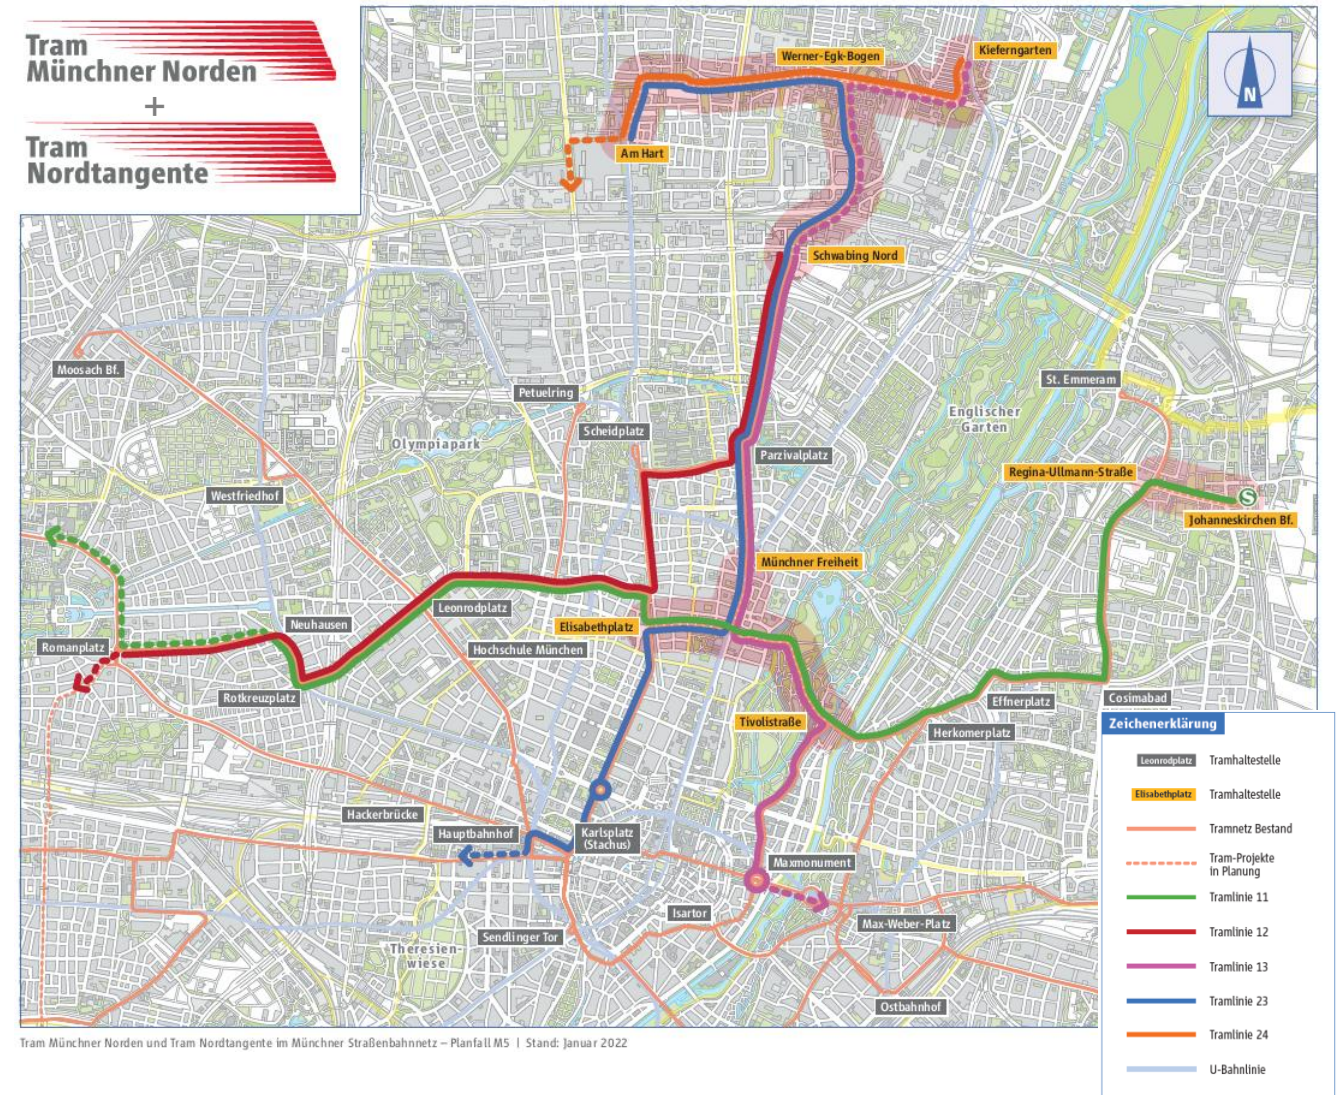 Tram
Münchner Norden
+
Tram
Nordtangente
Werner-Egk-Bogen
Kieferngarten
N
Am Hart
Schwabing Nord
Moosach Bf.
Petuelring
St. Emmeram
Scheidplatz
Olympiapark
Englischer
Garten
Parzivalplatz
Regina-Ullmann-Straße
Westfriedhof
S
Johanneskirchen Bf.
Münchner Freiheit
Leonrodplatz
Neuhausen
Elisabethplatz
Romanplatz
Hochschule München
Rotkreuzplatz
Effnerplatz
Cosimabad
Tivolistraße
Herkomerplatz
Hackerbrücke
Hauptbahnhof
Karlsplatz
(Stachus)
Maxmonument
Isartor
Max-Weber-Platz
Sendlinger Tor
Theresien-
wiese
Ostbahnhof
Zeichenerklärung
Leonrodplatz Tramhaltestelle
Elisabethplatz Tramhaltestelle
Tramnetz Bestand
Tram-Projekte
in Planung
Tramlinie 11
Tramlinie 12
Tramlinie 13
Tramlinie 23
Tramlinie 24
U-Bahnlinie
Tram Münchner Norden und Tram Nordtangente im Münchner Straßenbahnnetz – Planfall M5 | Stand: Januar 2022